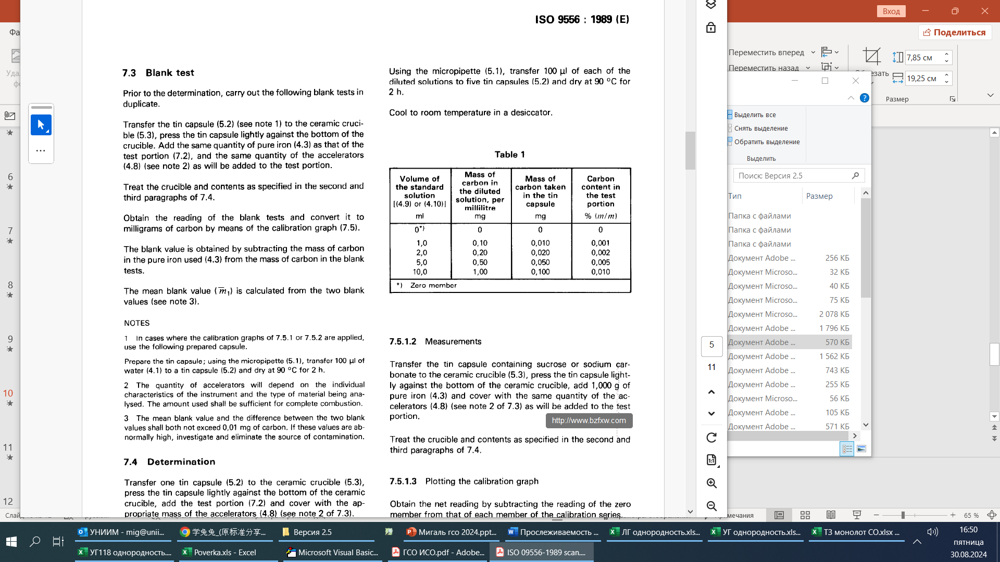 ISO 9556 : 1989 (E)
7.3 Blank test
Prior to the determination, carry out the following blank tests in
duplicate.
Transfer the tin capsule (5.2) (see note 1) to the ceramic cruci-
ble (5.3), press the tin capsule lightly against the bottom of the
crucible. Add the same quantity of pure iron (4.3) as that of the
test portion (7.2), and the same quantity of the accelerators
(4.8) (see note 2) as will be added to the test portion.
Treat the crucible and contents as specified in the second and
third paragraphs of 7.4.
Obtain the reading of the blank tests and convert it to
milligrams of carbon by means of the calibration graph (7.5).
The blank value is obtained by subtracting the mass of carbon
in the pure iron used (4.3) from the mass of carbon in the blank
tests.
The mean blank value (m̅₁) is calculated from the two blank
values (see note 3).
NOTES
1 In cases where the calibration graphs of 7.5.1 or 7.5.2 are applied,
use the following prepared capsule.
Prepare the tin capsule; using the micropipette (5.1), transfer 100 µl of
water (4.1) to a tin capsule (5.2) and dry at 90 °C for 2 h.
2 The quantity of accelerators will depend on the individual
characteristics of the instrument and the type of material being ana-
lysed. The amount used shall be sufficient for complete combustion.
3 The mean blank value and the difference between the two blank
values shall both not exceed 0,01 mg of carbon. If these values are ab-
normally high, investigate and eliminate the source of contamination.
7.4 Determination
Transfer one tin capsule (5.2) to the ceramic crucible (5.3),
press the tin capsule lightly against the bottom of the ceramic
crucible, add the test portion (7.2) and cover with the ap-
propriate mass of the accelerators (4.8) (see note 2 of 7.3).
Using the micropipette (5.1), transfer 100 µl of each of the
diluted solutions to five tin capsules (5.2) and dry at 90 °C for
2 h.
Cool to room temperature in a desiccator.
Table 1
Volume of the standard solution [(4.9) or (4.10)] ml
Mass of carbon in the diluted solution, per millilitre mg
Mass of carbon taken in the tin capsule mg
Carbon content in the test portion % (m/m)
0*) 0 0 0
1,0 0,10 0,010 0,001
2,0 0,20 0,020 0,002
5,0 0,50 0,050 0,005
10,0 1,00 0,100 0,010
*) Zero member
7.5.1.2 Measurements
Transfer the tin capsule containing sucrose or sodium car-
bonate to the ceramic crucible (5.3), press the tin capsule light-
ly against the bottom of the ceramic crucible, add 1,000 g of
pure iron (4.3) and cover with the same quantity of the ac-
celerators (4.8) (see note 2 of 7.3) as will be added to the test
portion.
http://www.bzfxw.com
Treat the crucible and contents as specified in the second and
third paragraphs of 7.4.
7.5.1.3 Plotting the calibration graph
Obtain the net reading by subtracting the reading of the zero
member from that of each member of the calibration series.
5
11
Вход
Поделиться
Переместить вперед
Переместить назад
7,85 см
19,25 см
Размер
Выделить все
Снять выделение
Обратить выделение
Выделить
Поиск: Версия 2.5
Тип Размер
Папка с файлами
Папка с файлами
Папка с файлами
Документ Adobe ... 256 КБ
Документ Microso... 32 КБ
Документ Microso... 40 КБ
Документ Microso... 75 КБ
Документ Microso... 2 078 КБ
Документ Adobe ... 1 796 КБ
Документ Adobe ... 570 КБ
Документ Adobe ... 1 562 КБ
Документ Adobe ... 743 КБ
Документ Adobe ... 255 КБ
Документ Microso... 56 КБ
Документ Adobe ... 105 КБ
Документ Adobe ... 571 КБ
6
7
8
9
10
11
12
65 %
УНИИМ - mig@unii...
学兔兔_(原标准分享...
Версия 2.5
Мигаль гсо 2024.ppt...
Прослеживаемость ...
ЛГ однородность.xls...
УГ однородность.xls...
ТЗ монолот СО.xlsx ...
УГ118 однородность....
Poverka.xls - Excel
Microsoft Visual Basic...
ГСО ИСО.pdf - Adobe...
ISO 09556-1989 scan....
16:50
пятница
30.08.2024